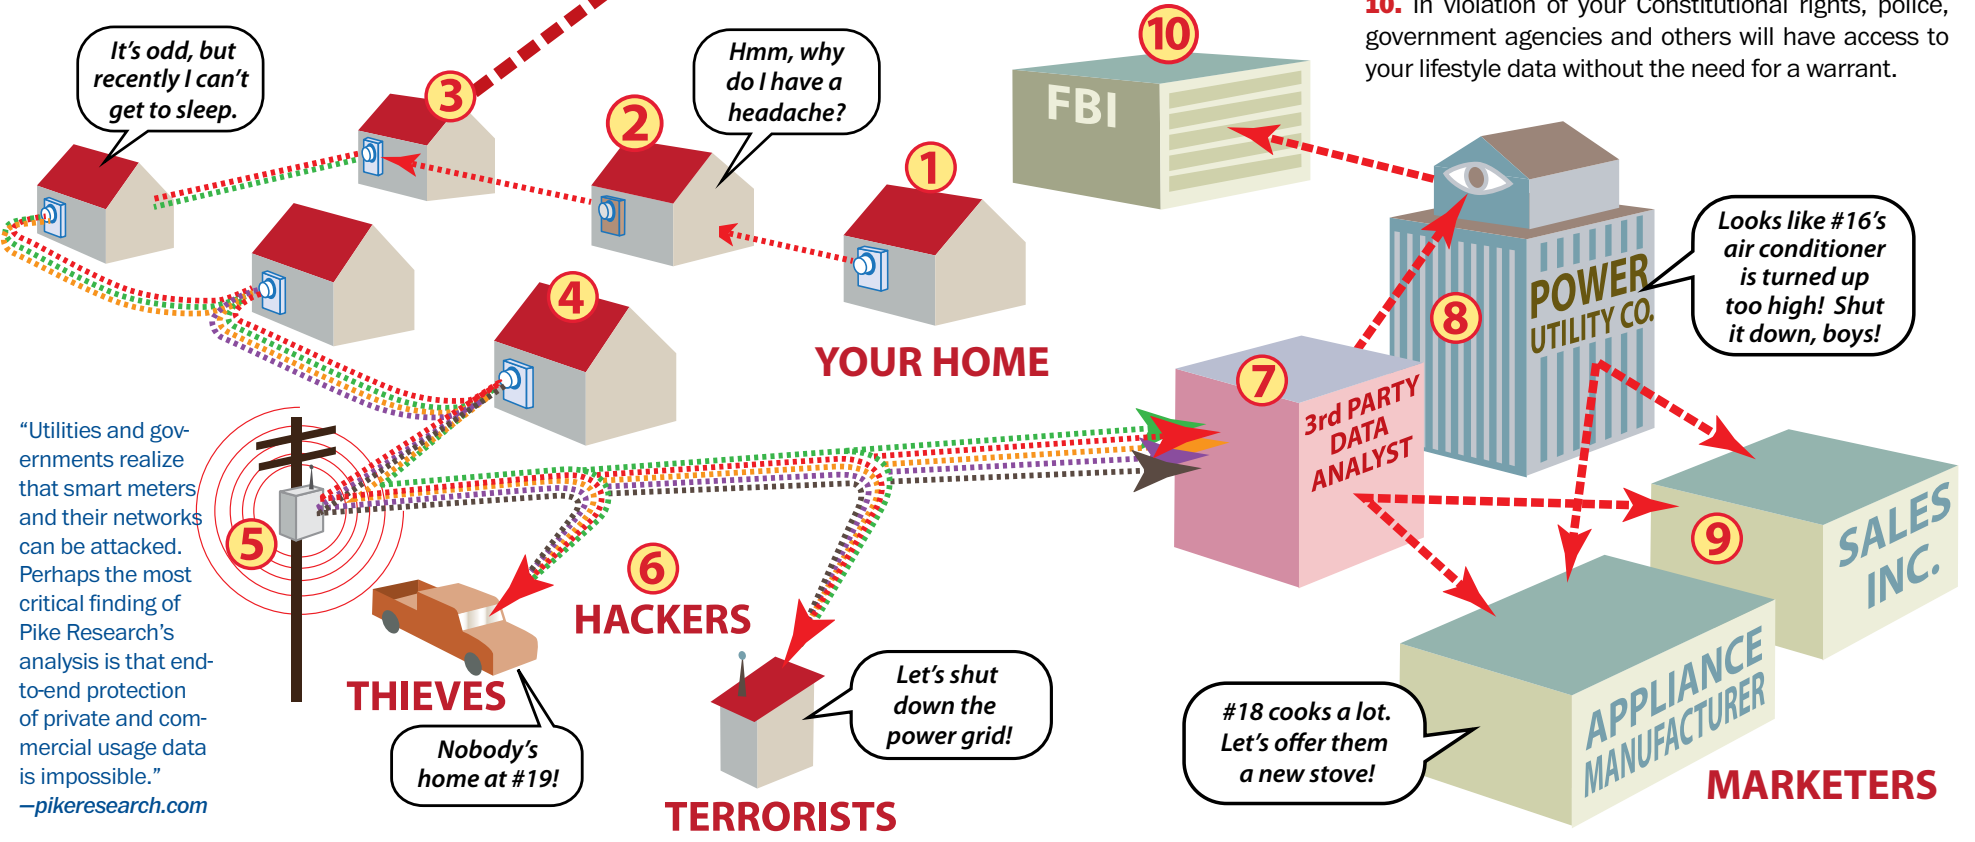 10. In violation of your Constitutional rights, police,
government agencies and others will have access to
your lifestyle data without the need for a warrant.
It's odd, but
recently I can't
get to sleep.
3
2
Hmm, why
do I have a
headache?
1
10
FBI
4
YOUR HOME
8
POWER
UTILITY CO.
Looks like #16's
air conditioner
is turned up
too high! Shut
it down, boys!
7
3rd PARTY
DATA
ANALYST
9
SALES
INC.
“Utilities and gov-
ernments realize
that smart meters
and their networks
can be attacked.
Perhaps the most
critical finding of
Pike Research's
analysis is that end-
to-end protection
of private and com-
mercial usage data
is impossible.”
—pikeresearch.com
5
6
HACKERS
THIEVES
Nobody's
home at #19!
Let's shut
down the
power grid!
TERRORISTS
#18 cooks a lot.
Let's offer them
a new stove!
APPLIANCE
MANUFACTURER
MARKETERS